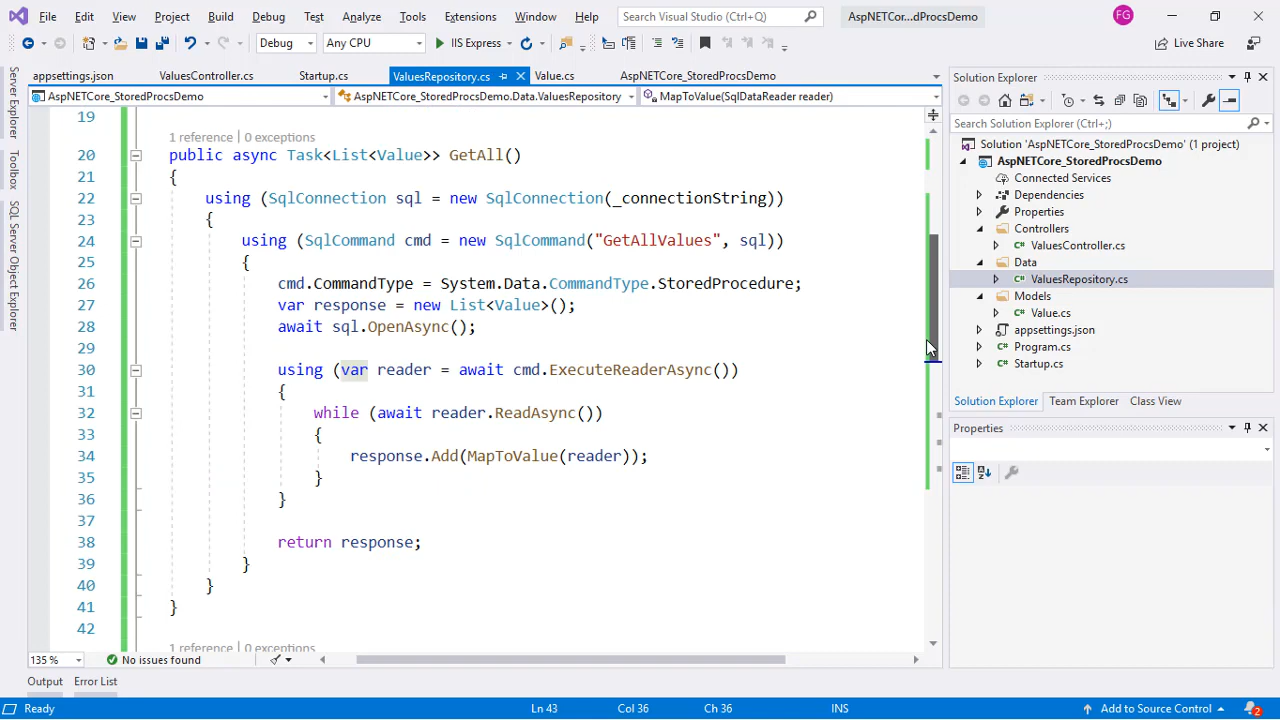 File Edit View Project Build Debug Test Analyze Tools Extensions Window Help Search Visual Studio (Ctrl+Q) AspNETCor...dProcsDemo FG
Debug Any CPU IIS Express Live Share
appsettings.json ValuesController.cs Startup.cs ValuesRepository.cs Value.cs AspNETCore_StoredProcsDemo
AspNETCore_StoredProcsDemo AspNETCore_StoredProcsDemo.Data.ValuesRepository MapToValue(SqlDataReader reader)
Server Explorer
Toolbox
SQL Server Object Explorer
19
1 reference | 0 exceptions
20 public async Task<List<Value>> GetAll()
21 {
22 using (SqlConnection sql = new SqlConnection(_connectionString))
23 {
24 using (SqlCommand cmd = new SqlCommand("GetAllValues", sql))
25 {
26 cmd.CommandType = System.Data.CommandType.StoredProcedure;
27 var response = new List<Value>();
28 await sql.OpenAsync();
29
30 using (var reader = await cmd.ExecuteReaderAsync())
31 {
32 while (await reader.ReadAsync())
33 {
34 response.Add(MapToValue(reader));
35 }
36 }
37
38 return response;
39 }
40 }
41 }
42
1 reference | 0 exceptions
135 % No issues found
Output Error List
Solution Explorer
Search Solution Explorer (Ctrl+;)
Solution 'AspNETCore_StoredProcsDemo' (1 project)
AspNETCore_StoredProcsDemo
Connected Services
Dependencies
Properties
Controllers
C# ValuesController.cs
Data
C# ValuesRepository.cs
Models
C# Value.cs
appsettings.json
C# Program.cs
C# Startup.cs
Solution Explorer Team Explorer Class View
Properties
Ready Ln 43 Col 36 Ch 36 INS Add to Source Control 2